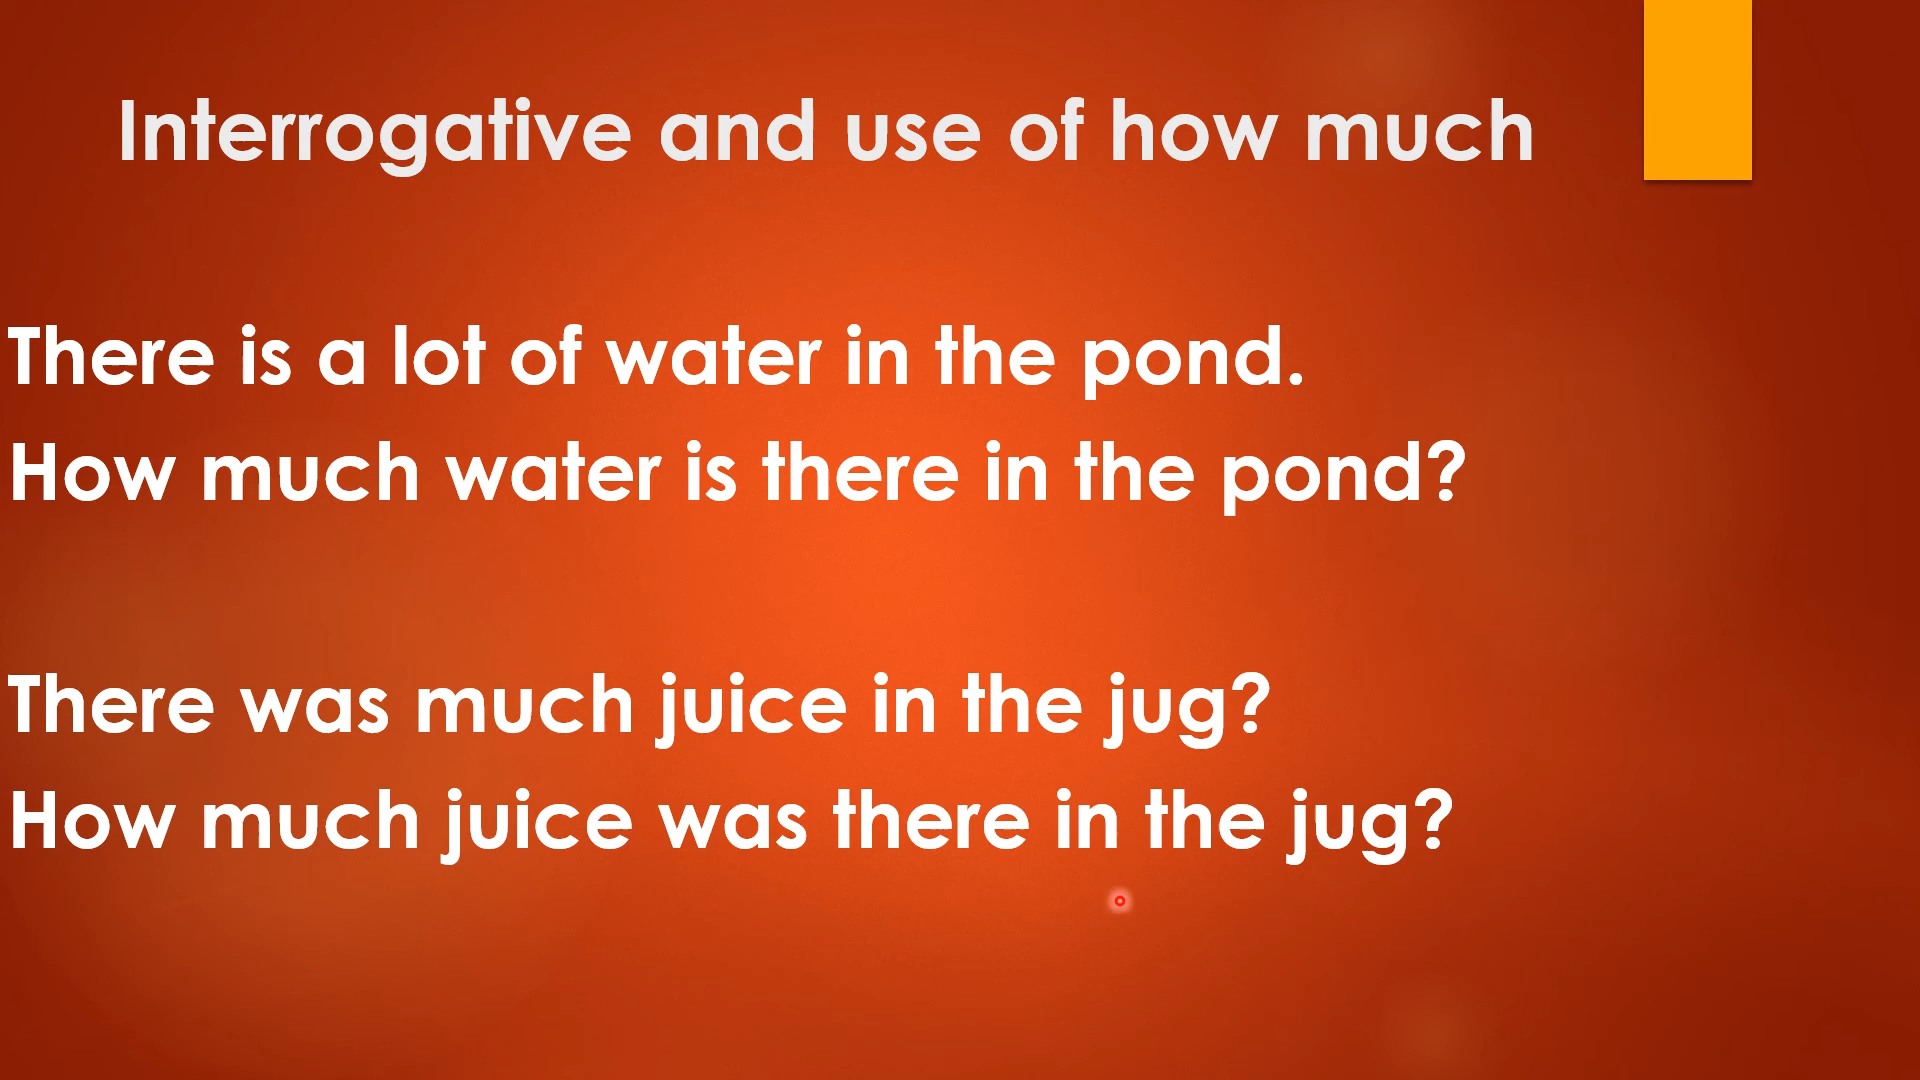 Interrogative and use of how much
There is a lot of water in the pond.
How much water is there in the pond?
There was much juice in the jug?
How much juice was there in the jug?